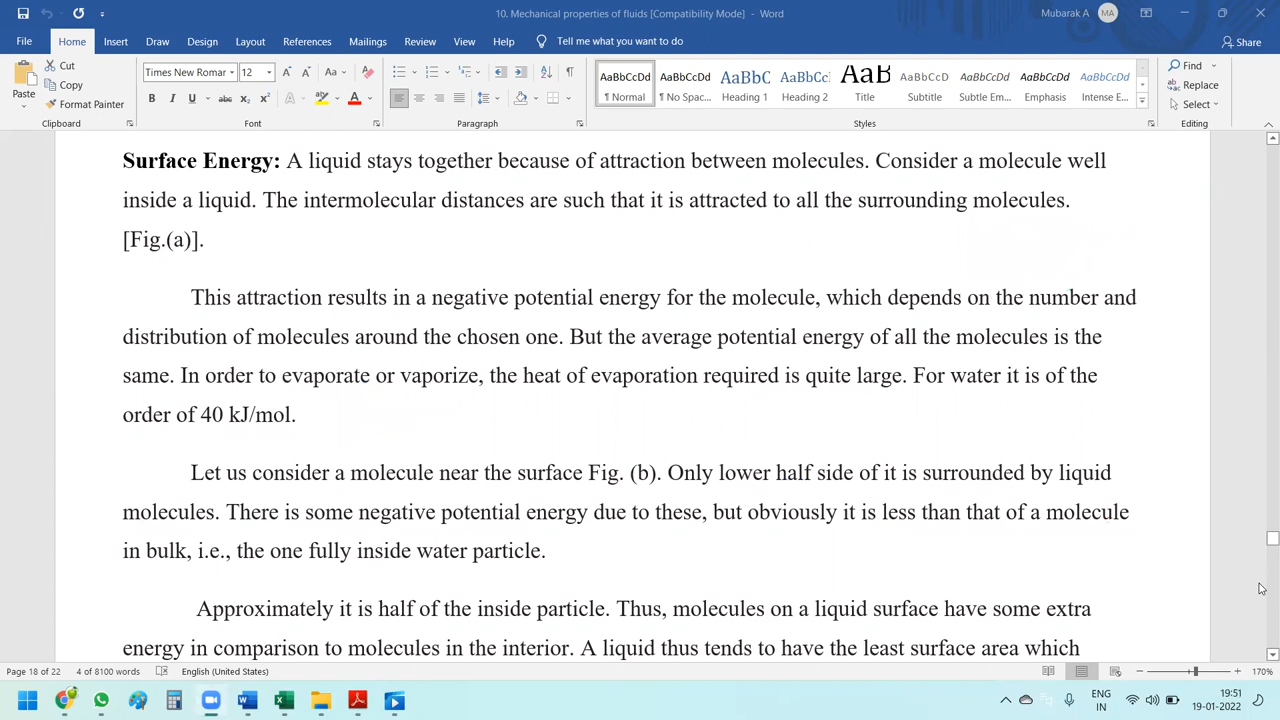 10. Mechanical properties of fluids [Compatibility Mode] - Word
Mubarak A
MA
File Home Insert Draw Design Layout References Mailings Review View Help Tell me what you want to do
Share
Cut
Copy
Format Painter
Paste
Clipboard
Times New Romar 12
Font
Paragraph
AaBbCcDd AaBbCcDd AaBbC AaBbCc AaB AaBbCcDd AaBbCcDd AaBbCcDd AaBbCcDd
¶ Normal ¶ No Spac... Heading 1 Heading 2 Title Subtitle Subtle Em... Emphasis Intense E...
Styles
Find
Replace
Select
Editing
Surface Energy: A liquid stays together because of attraction between molecules. Consider a molecule well
inside a liquid. The intermolecular distances are such that it is attracted to all the surrounding molecules.
[Fig.(a)].
This attraction results in a negative potential energy for the molecule, which depends on the number and
distribution of molecules around the chosen one. But the average potential energy of all the molecules is the
same. In order to evaporate or vaporize, the heat of evaporation required is quite large. For water it is of the
order of 40 kJ/mol.
Let us consider a molecule near the surface Fig. (b). Only lower half side of it is surrounded by liquid
molecules. There is some negative potential energy due to these, but obviously it is less than that of a molecule
in bulk, i.e., the one fully inside water particle.
Approximately it is half of the inside particle. Thus, molecules on a liquid surface have some extra
energy in comparison to molecules in the interior. A liquid thus tends to have the least surface area which
Page 18 of 22 4 of 8100 words English (United States)
170%
ENG
IN
19:51
19-01-2022